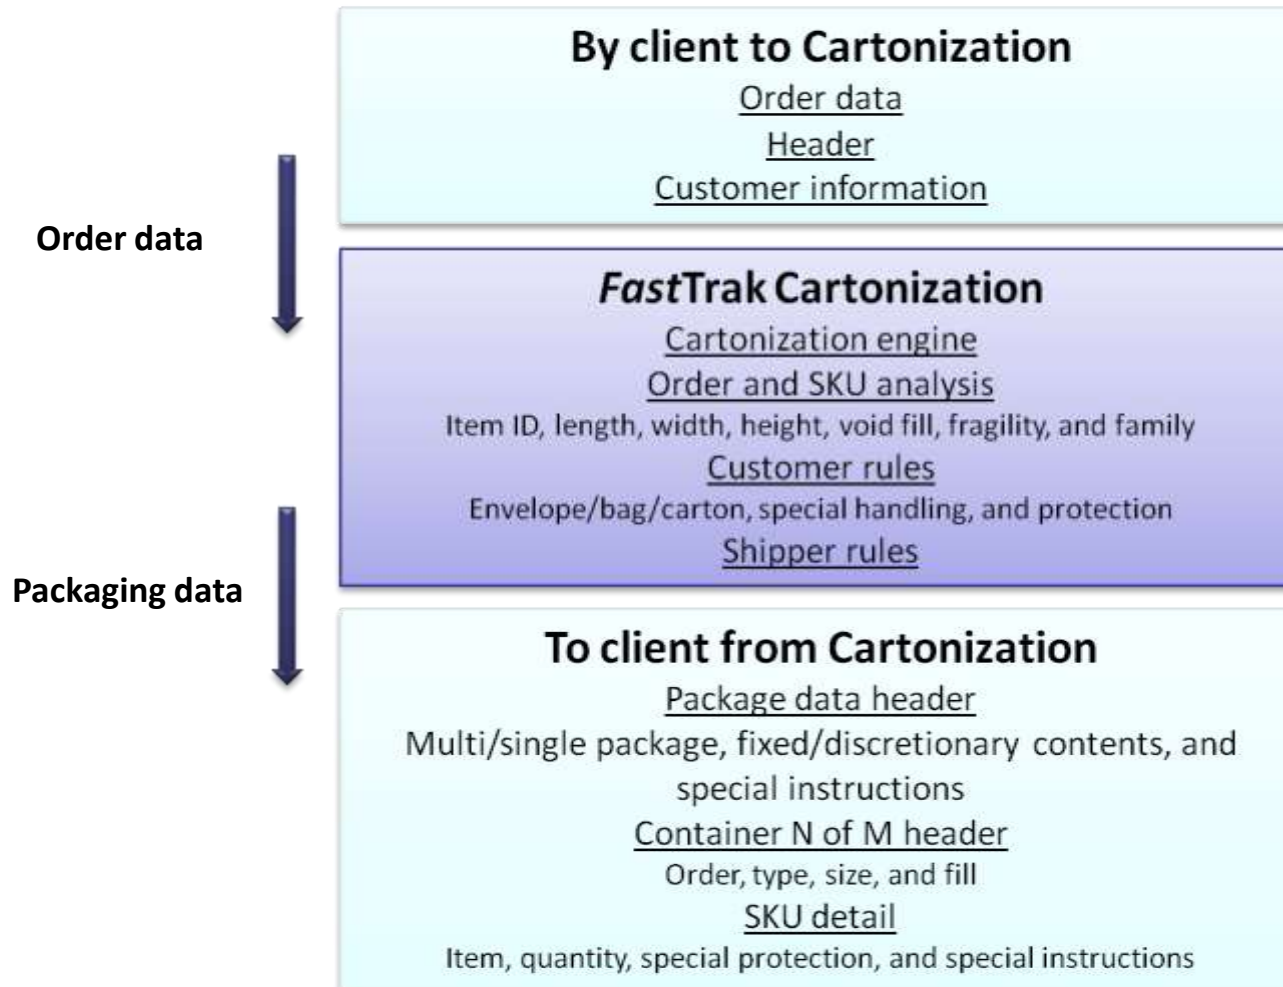 By client to Cartonization
Order data
Header
Customer information
Order data
FastTrak Cartonization
Cartonization engine
Order and SKU analysis
Item ID, length, width, height, void fill, fragility, and family
Customer rules
Envelope/bag/carton, special handling, and protection
Shipper rules
Packaging data
To client from Cartonization
Package data header
Multi/single package, fixed/discretionary contents, and
special instructions
Container N of M header
Order, type, size, and fill
SKU detail
Item, quantity, special protection, and special instructions